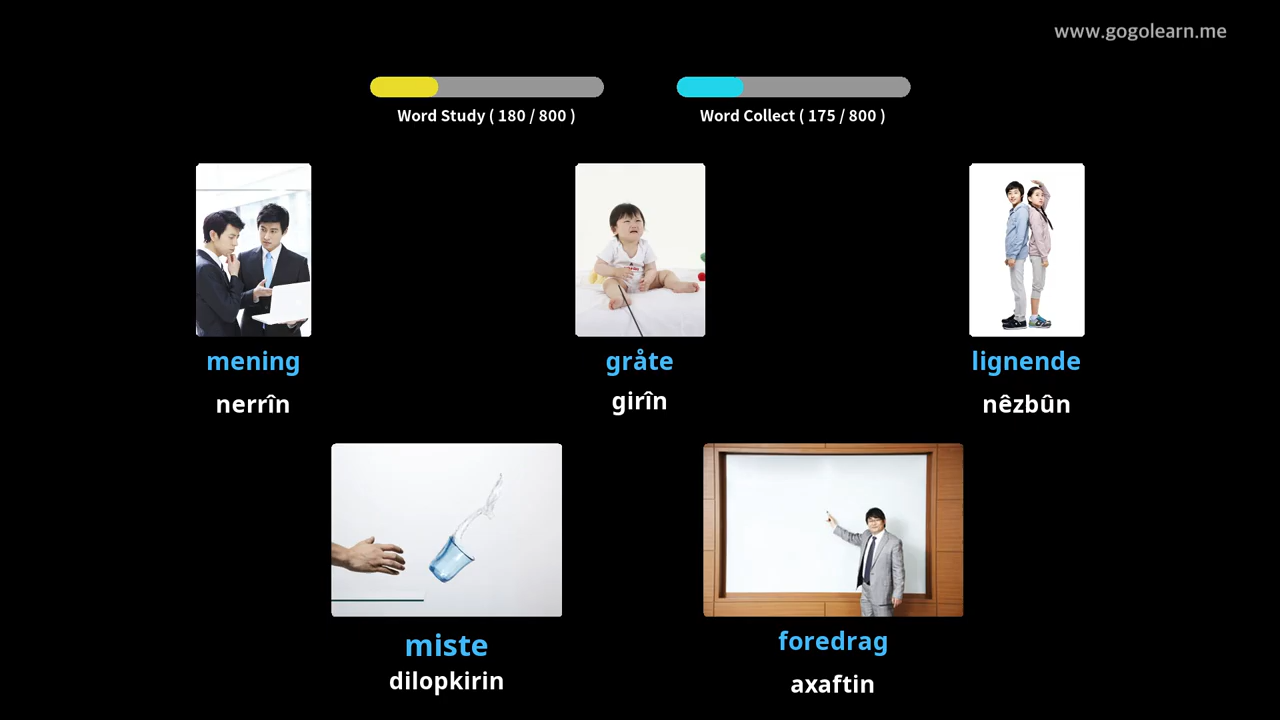 www.gogolearn.me
Word Study ( 180 / 800 )
Word Collect ( 175 / 800 )
mening
nerrîn
gråte
girîn
lignende
nêzbûn
miste
dilopkirin
foredrag
axaftin